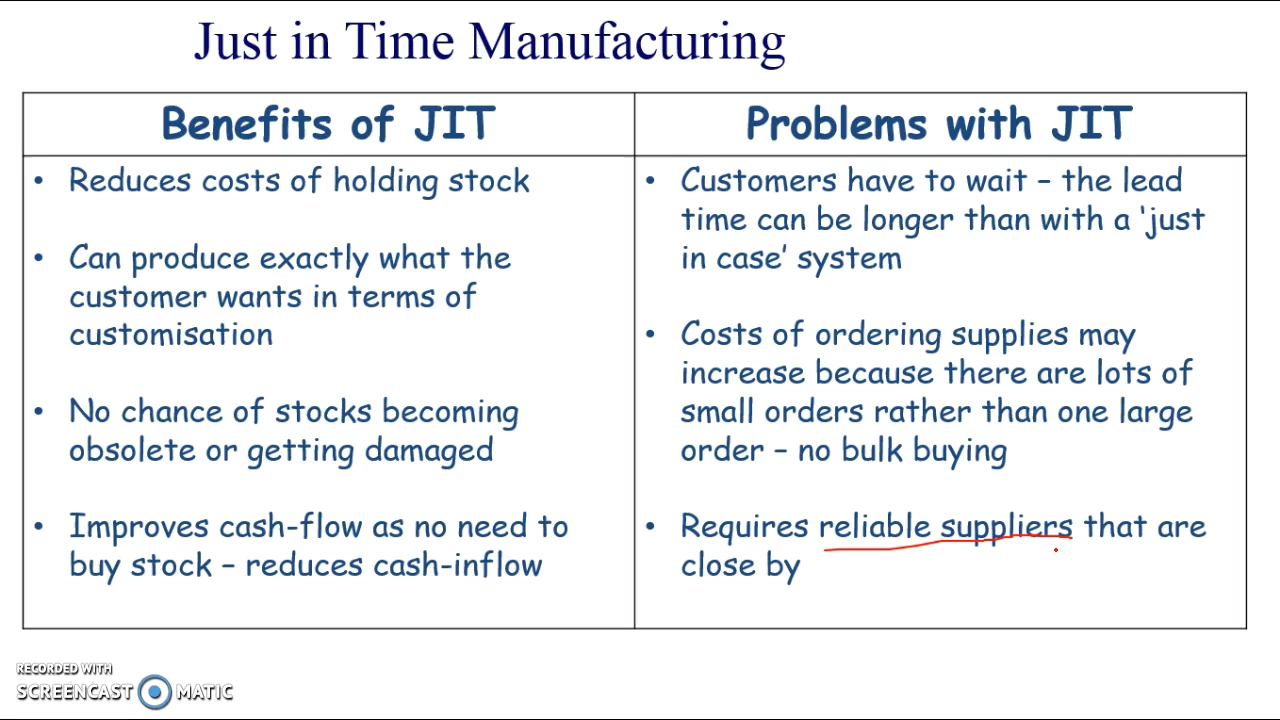 Just in Time Manufacturing
Benefits of JIT
• Reduces costs of holding stock
• Can produce exactly what the
customer wants in terms of
customisation
• No chance of stocks becoming
obsolete or getting damaged
• Improves cash-flow as no need to
buy stock – reduces cash-inflow
Problems with JIT
• Customers have to wait – the lead
time can be longer than with a ‘just
in case’ system
• Costs of ordering supplies may
increase because there are lots of
small orders rather than one large
order – no bulk buying
• Requires reliable suppliers that are
close by
RECORDED WITH
SCREENCAST MATIC